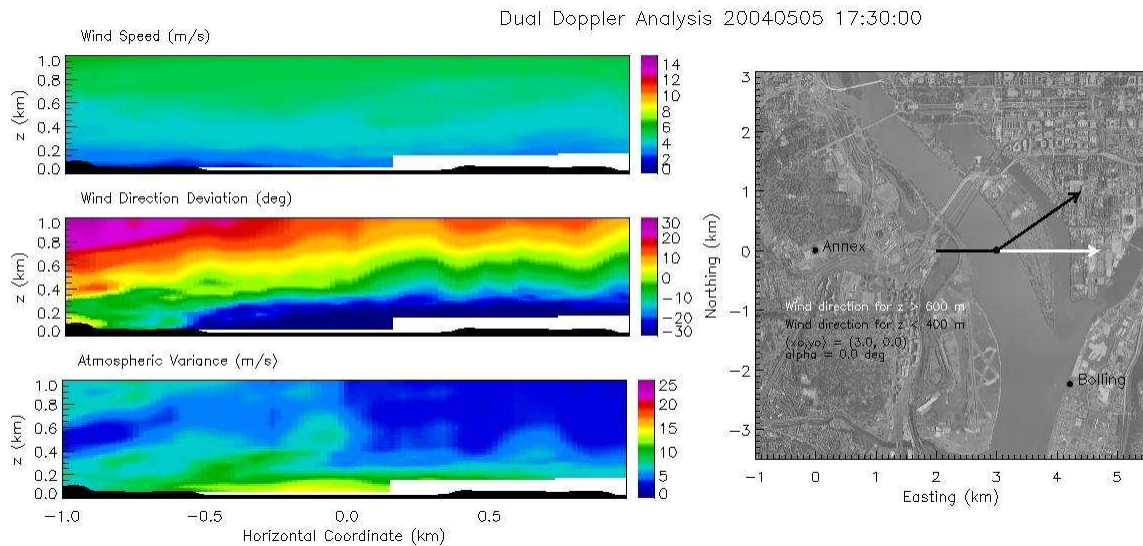 Dual Doppler Analysis 20040505 17:30:00
Wind Speed (m/s)
z (km)
1.0
0.8
0.6
0.4
0.2
0.0
14
12
10
8
6
4
2
0
Wind Direction Deviation (deg)
z (km)
1.0
0.8
0.6
0.4
0.2
0.0
30
20
10
0
-10
-20
-30
Atmospheric Variance (m/s)
z (km)
1.0
0.8
0.6
0.4
0.2
0.0
25
20
15
10
5
0
-1.0 -0.5 0.0 0.5
Horizontal Coordinate (km)
Northing (km)
3
2
1
0
-1
-2
-3
Annex
Wind direction for z > 600 m
Wind direction for z < 400 m
(xo,yo) = (3.0, 0.0)
alpha = 0.0 deg
Bolling
-1 0 1 2 3 4 5
Easting (km)